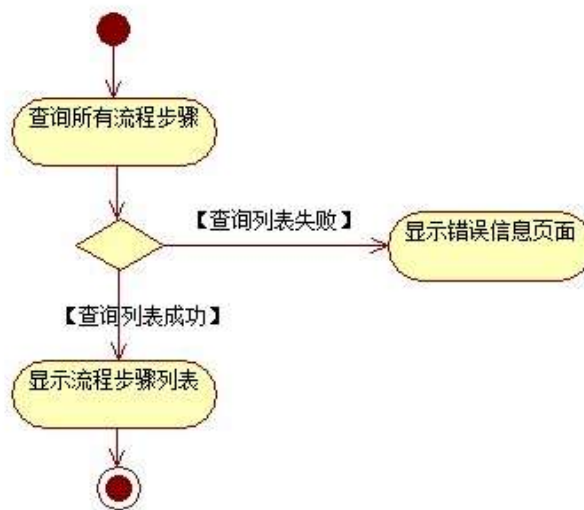 查询所有流程步骤
【查询列表失败】
显示错误信息页面
【查询列表成功】
显示流程步骤列表